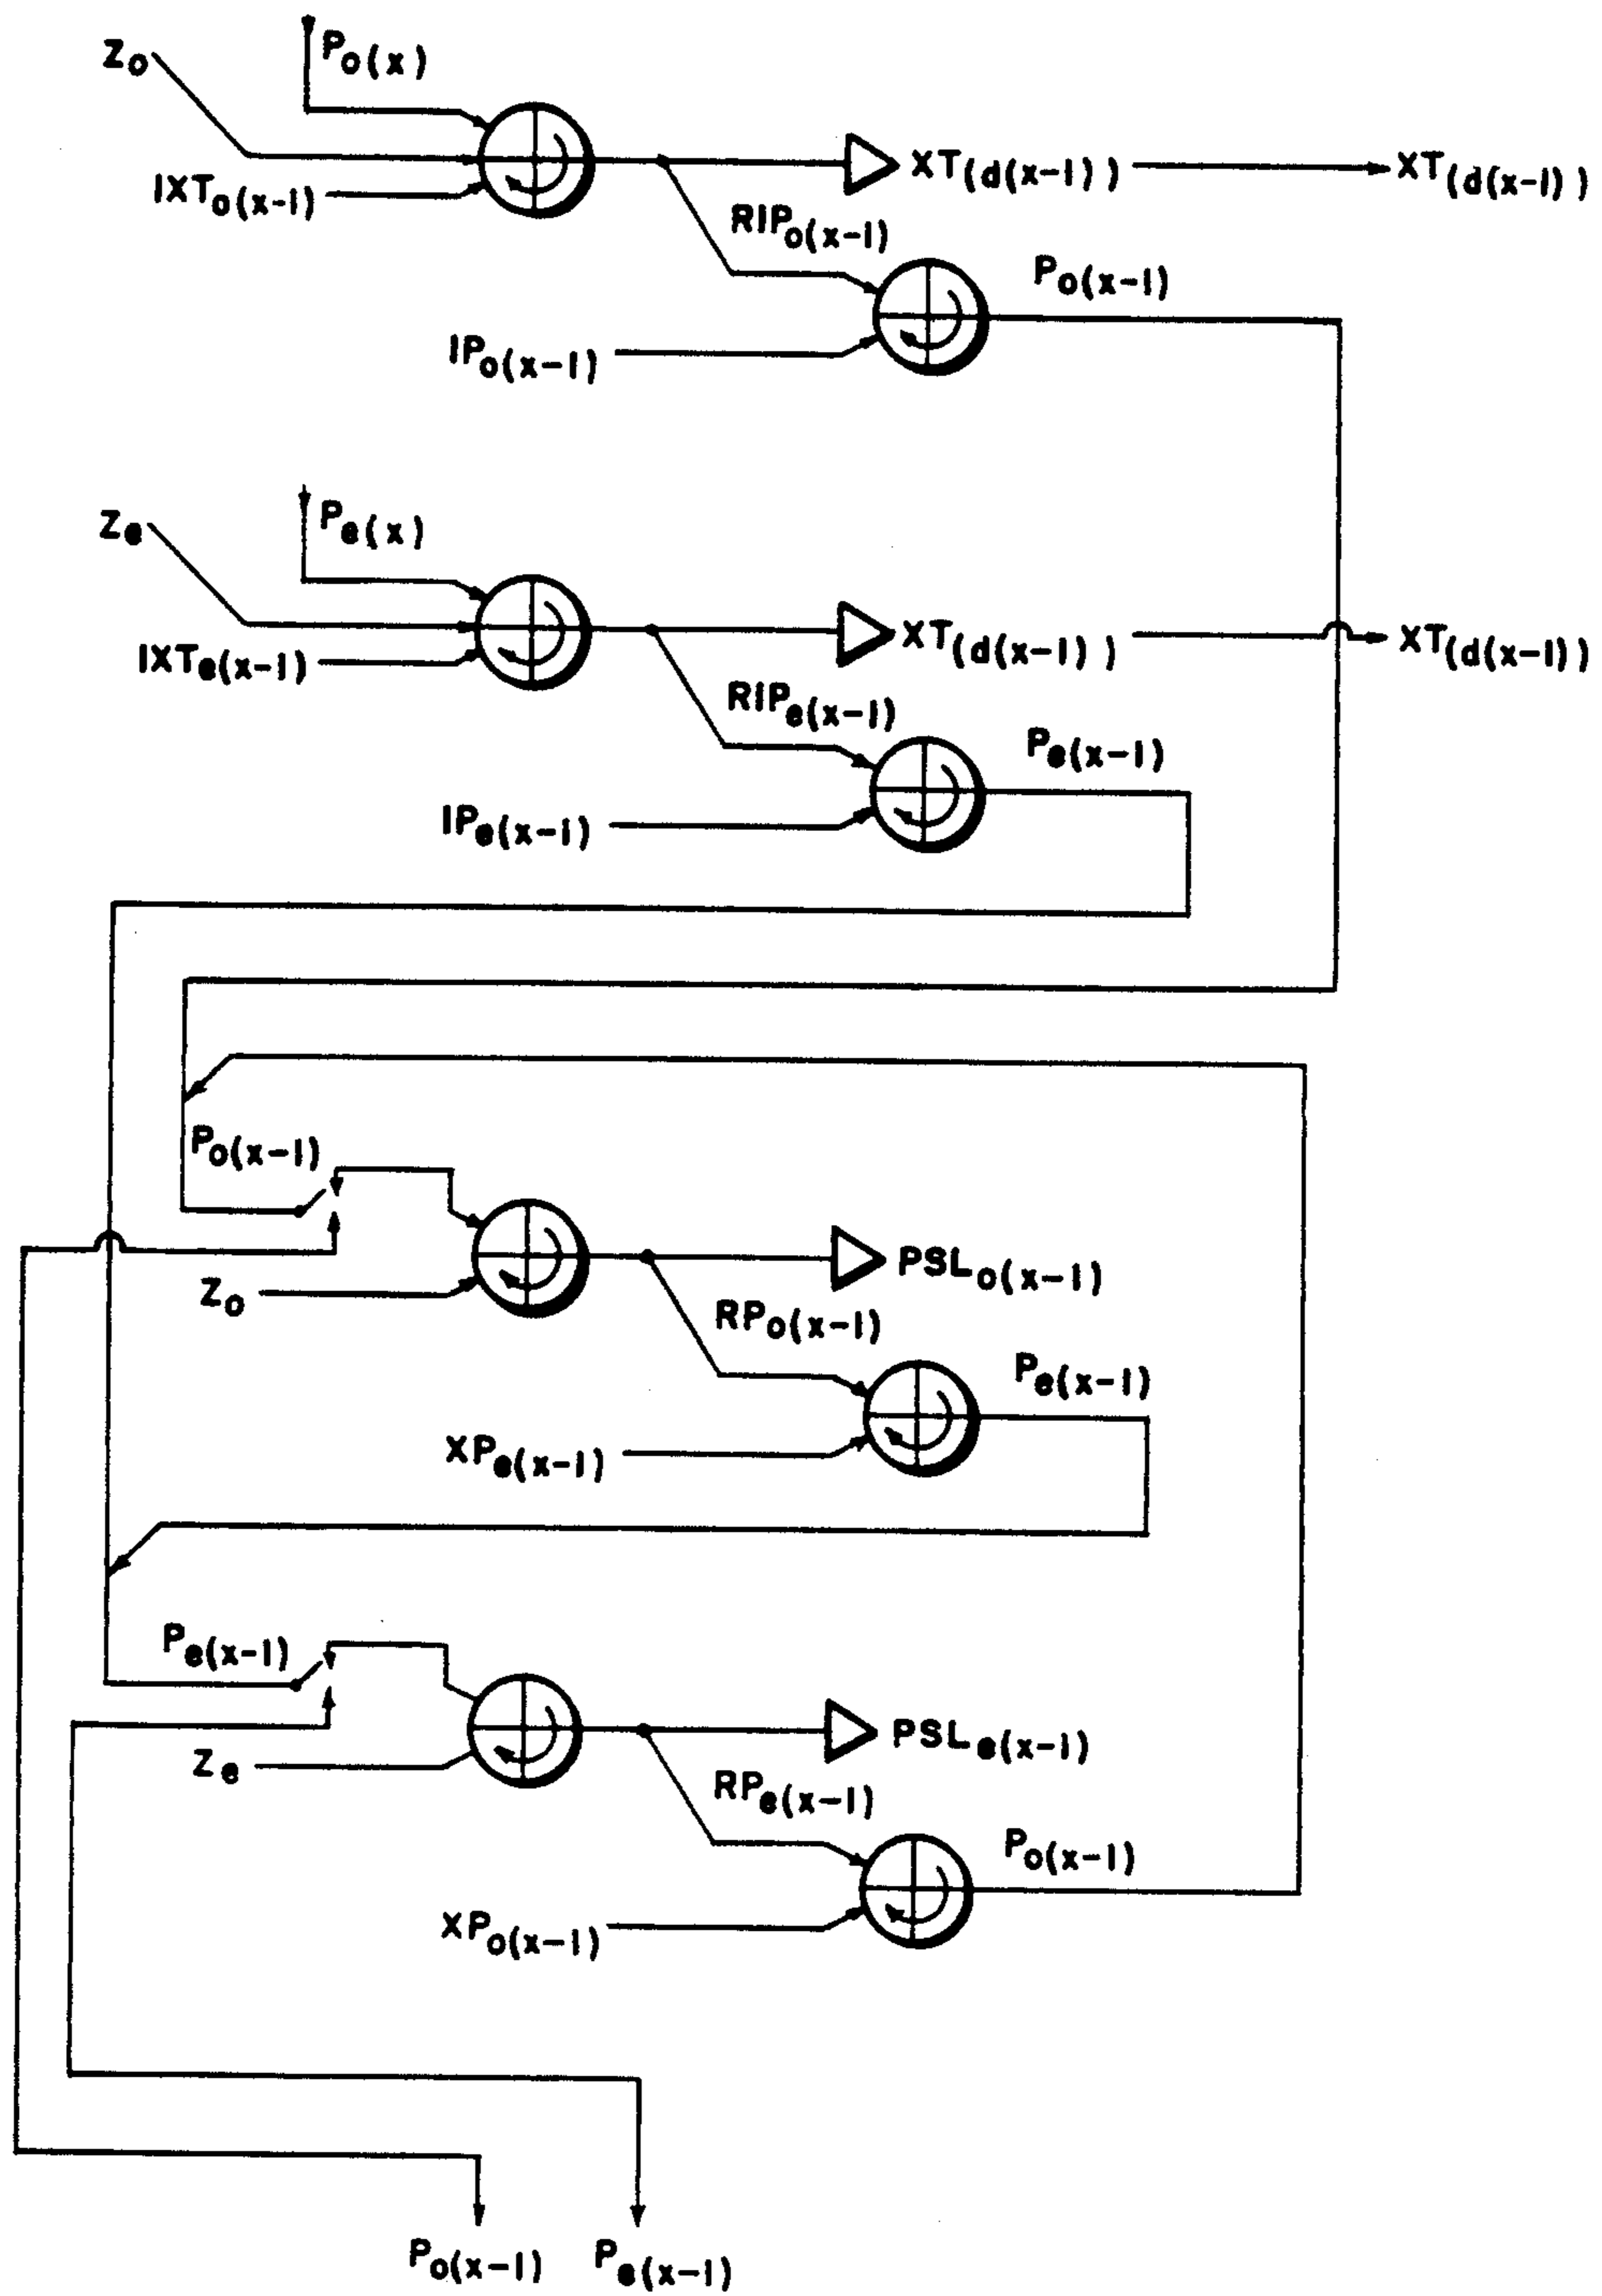 Zo
Po(x)
IXTo(x-1)
XT(d(x-1))
XT(d(x-1))
RIPo(x-1)
Po(x-1)
IPo(x-1)
Ze
Pe(x)
IXTe(x-1)
XT(d(x-1))
XT(d(x-1))
RIPe(x-1)
Pe(x-1)
IPe(x-1)
Po(x-1)
Zo
PSLo(x-1)
RPo(x-1)
Pe(x-1)
XPe(x-1)
Pe(x-1)
Ze
PSLe(x-1)
RPe(x-1)
Po(x-1)
XPo(x-1)
Po(x-1)
Pe(x-1)